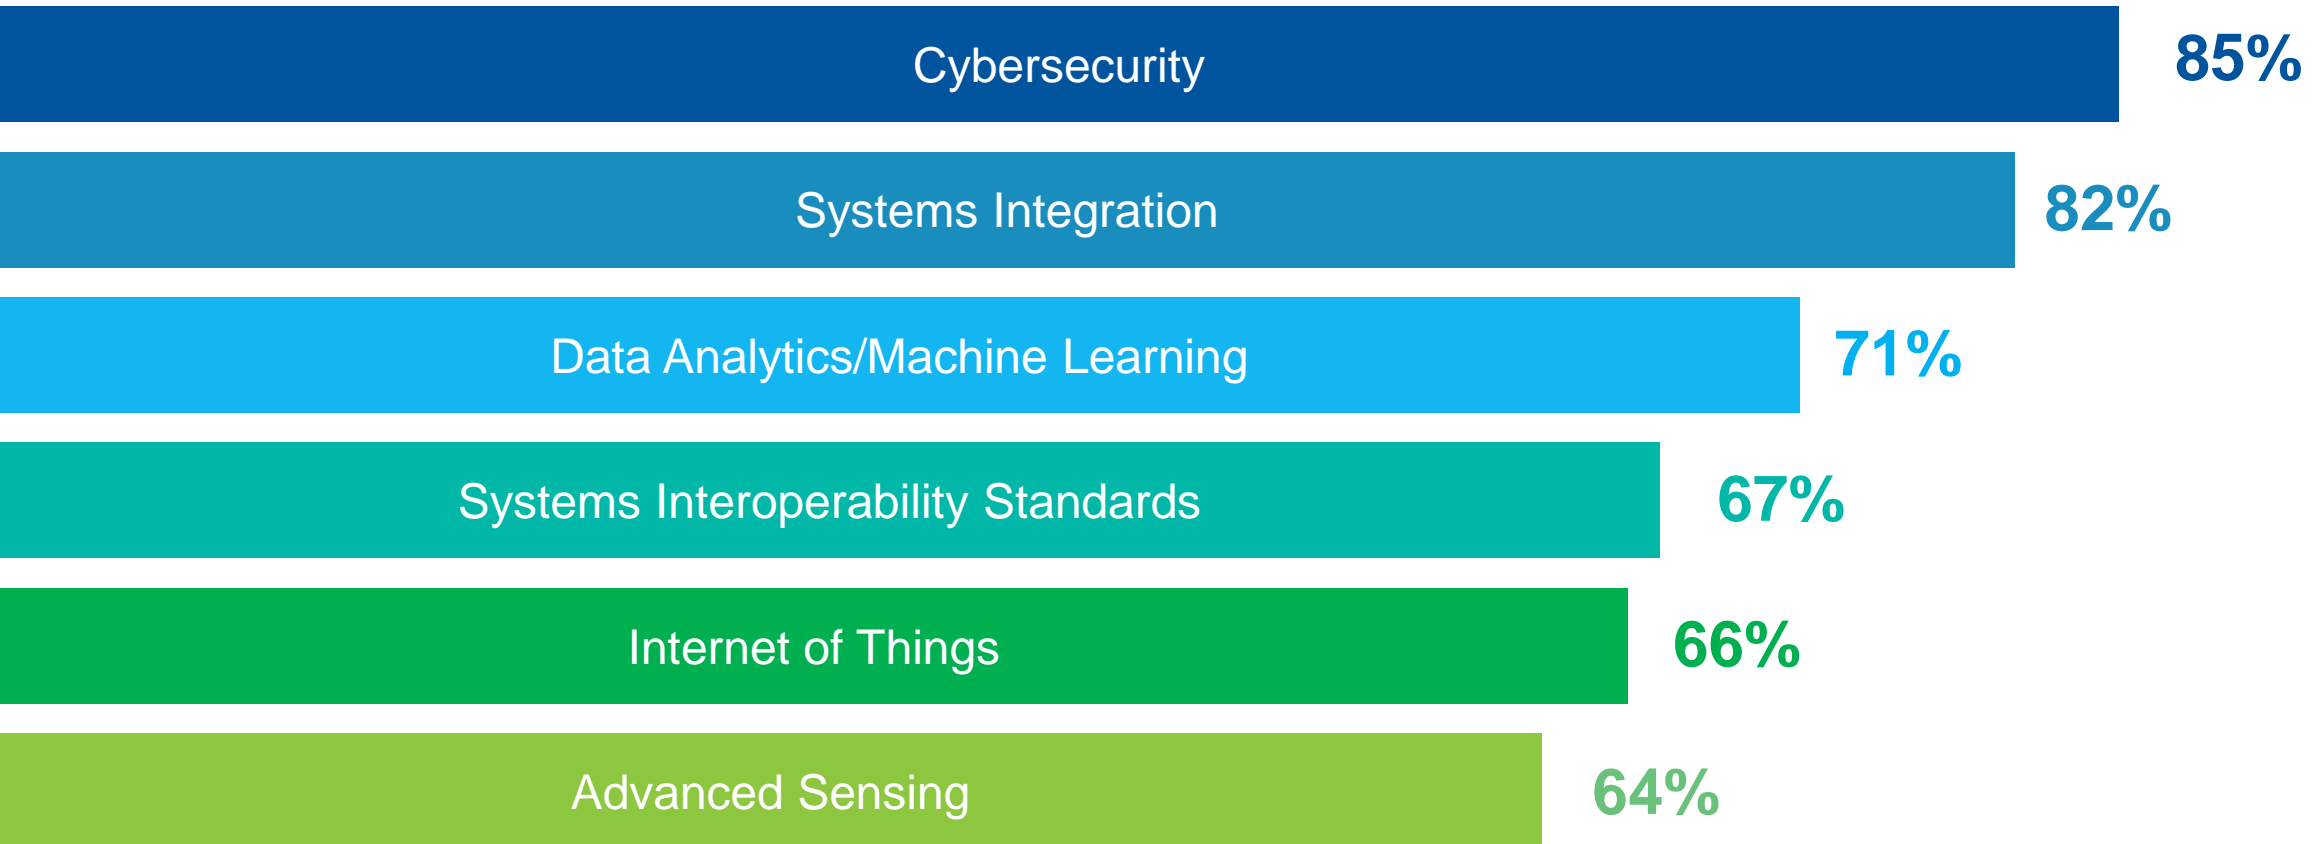 Cybersecurity 85%
Systems Integration 82%
Data Analytics/Machine Learning 71%
Systems Interoperability Standards 67%
Internet of Things 66%
Advanced Sensing 64%